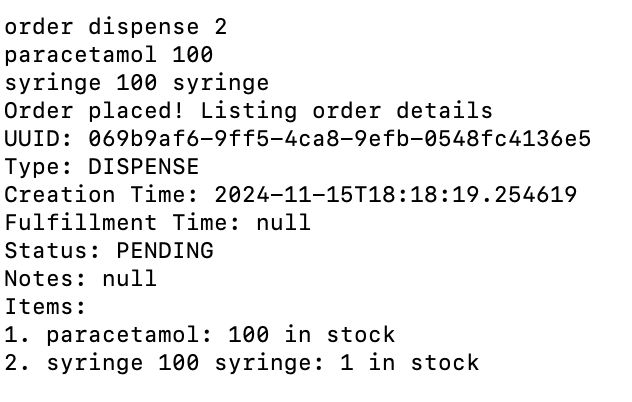 order dispense 2
paracetamol 100
syringe 100 syringe
Order placed! Listing order details
UUID: 069b9af6-9ff5-4ca8-9efb-0548fc4136e5
Type: DISPENSE
Creation Time: 2024-11-15T18:18:19.254619
Fulfillment Time: null
Status: PENDING
Notes: null
Items:
1. paracetamol: 100 in stock
2. syringe 100 syringe: 1 in stock